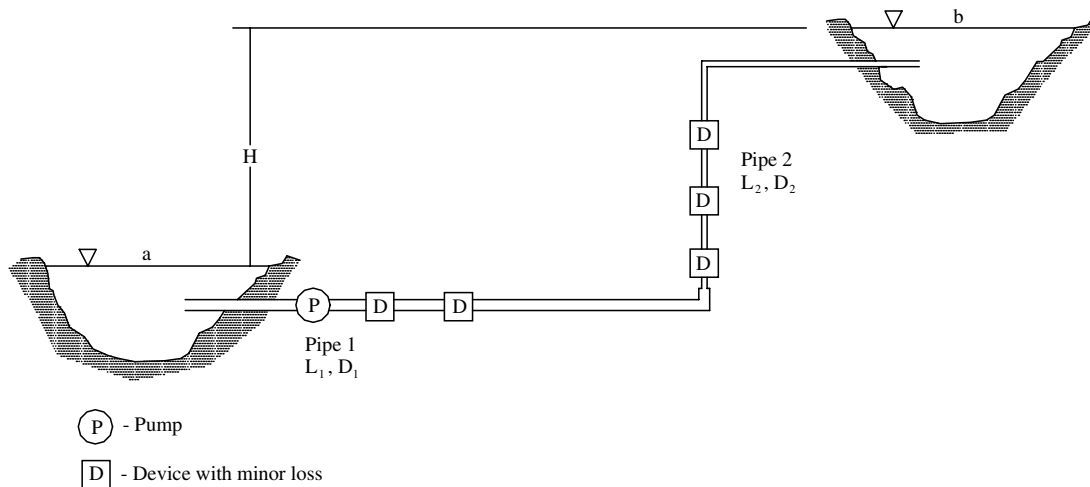 b
H
D
Pipe 2
L₂, D₂
D
a
D
P
D
D
Pipe 1
L₁, D₁
P - Pump
D - Device with minor loss